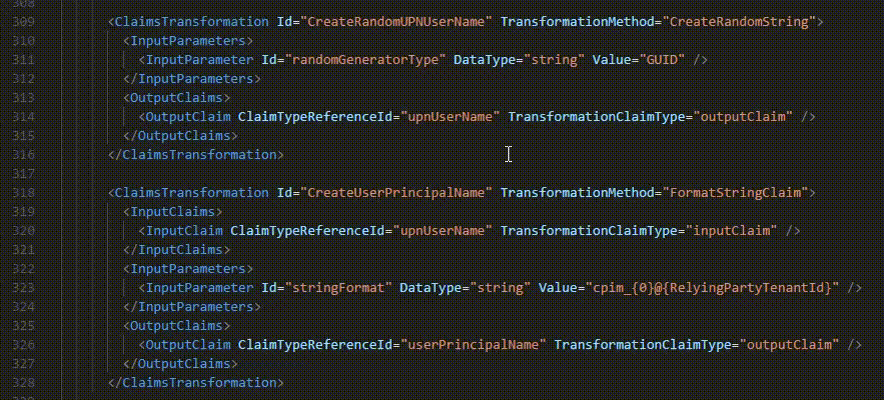 308
309 <ClaimsTransformation Id="CreateRandomUPNUserName" TransformationMethod="CreateRandomString">
310 <InputParameters>
311 <InputParameter Id="randomGeneratorType" DataType="string" Value="GUID" />
312 </InputParameters>
313 <OutputClaims>
314 <OutputClaim ClaimTypeReferenceId="upnUserName" TransformationClaimType="outputClaim" />
315 </OutputClaims>
316 </ClaimsTransformation>
317
318 <ClaimsTransformation Id="CreateUserPrincipalName" TransformationMethod="FormatStringClaim">
319 <InputClaims>
320 <InputClaim ClaimTypeReferenceId="upnUserName" TransformationClaimType="inputClaim" />
321 </InputClaims>
322 <InputParameters>
323 <InputParameter Id="stringFormat" DataType="string" Value="cpim_{0}@{RelyingPartyTenantId}" />
324 </InputParameters>
325 <OutputClaims>
326 <OutputClaim ClaimTypeReferenceId="userPrincipalName" TransformationClaimType="outputClaim" />
327 </OutputClaims>
328 </ClaimsTransformation>